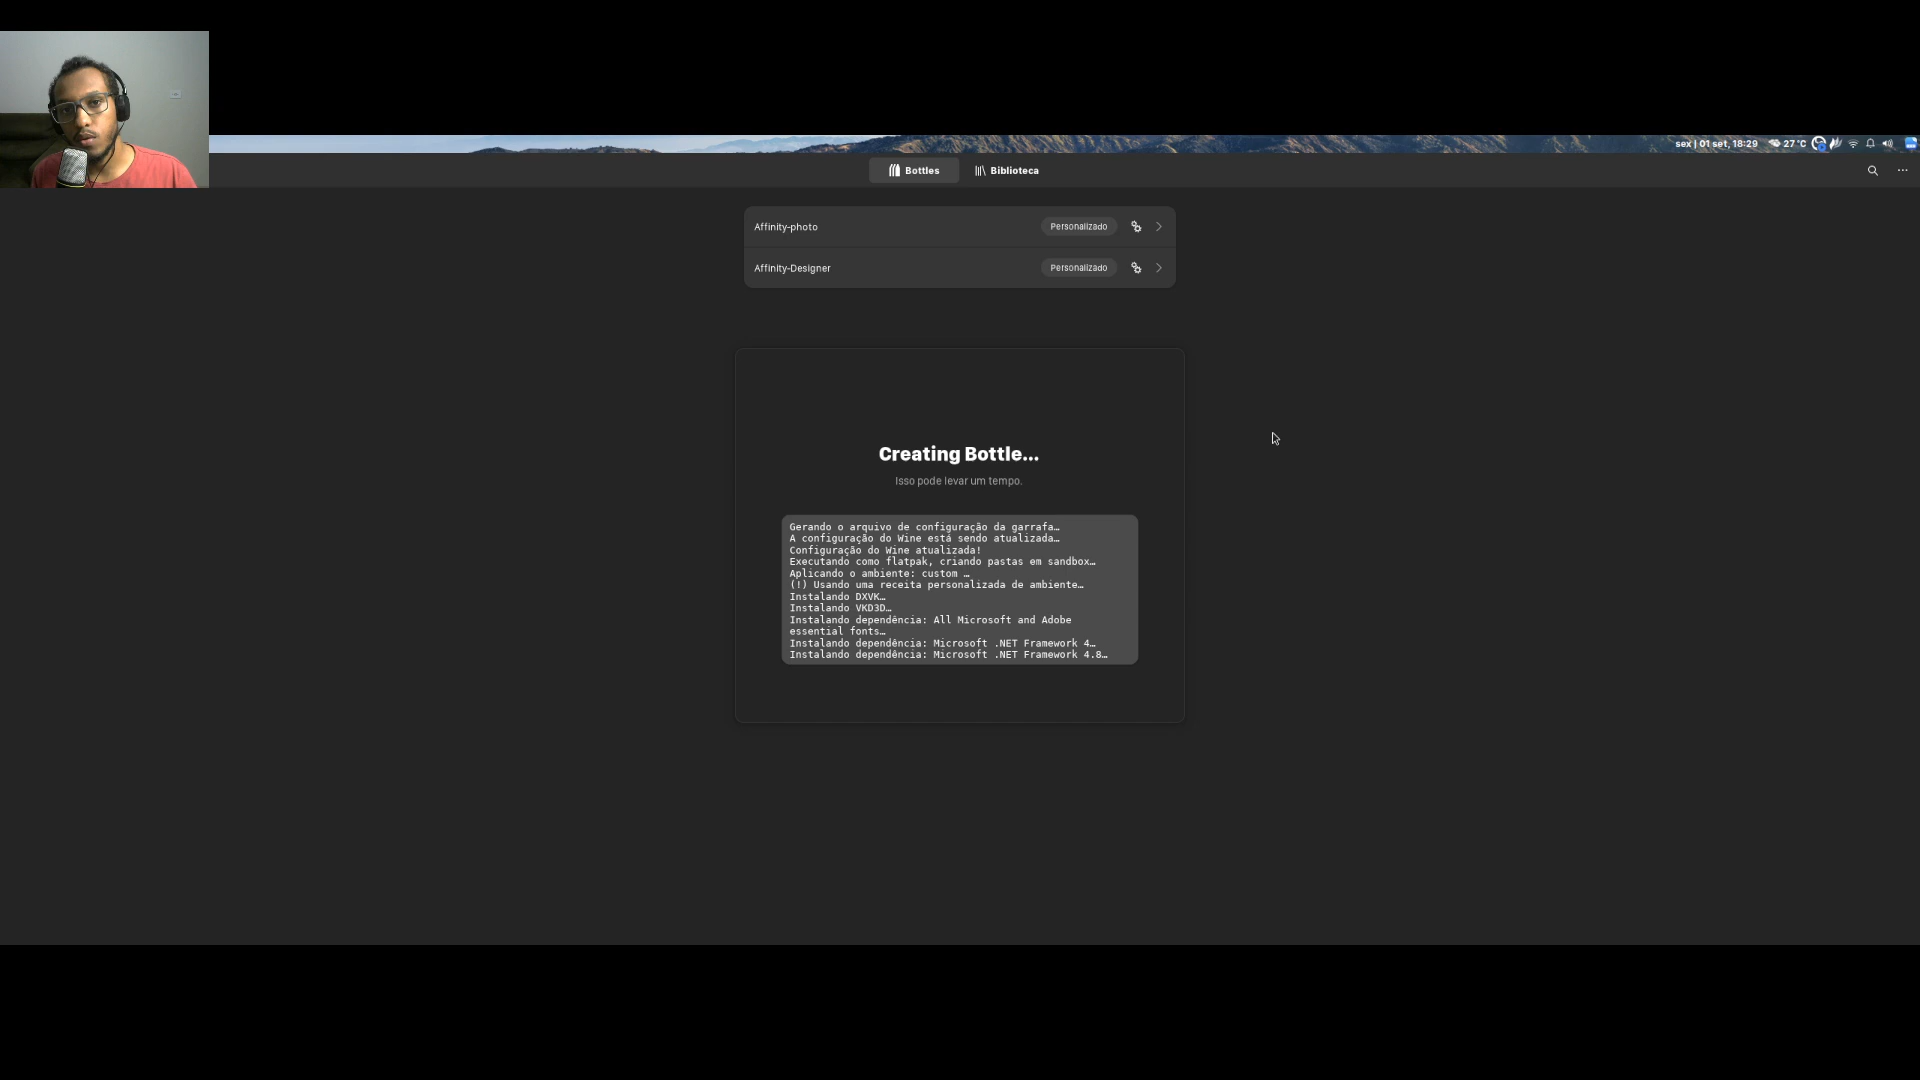 sex | 01 set, 18:29 27 °C
Bottles Biblioteca
Affinity-photo Personalizado
Affinity-Designer Personalizado
Creating Bottle...
Isso pode levar um tempo.
Gerando o arquivo de configuração da garrafa…
A configuração do Wine está sendo atualizada…
Configuração do Wine atualizada!
Executando como flatpak, criando pastas em sandbox…
Aplicando o ambiente: custom …
(!) Usando uma receita personalizada de ambiente…
Instalando DXVK…
Instalando VKD3D…
Instalando dependência: All Microsoft and Adobe
essential fonts…
Instalando dependência: Microsoft .NET Framework 4…
Instalando dependência: Microsoft .NET Framework 4.8…